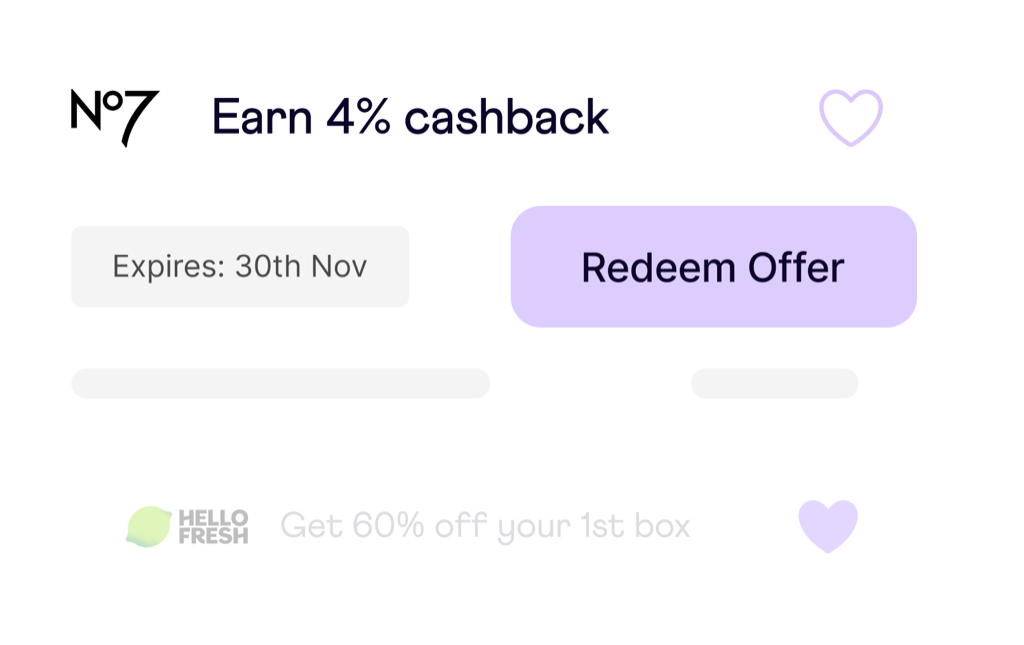 Nº7 Earn 4% cashback
Expires: 30th Nov
Redeem Offer
HELLO FRESH Get 60% off your 1st box